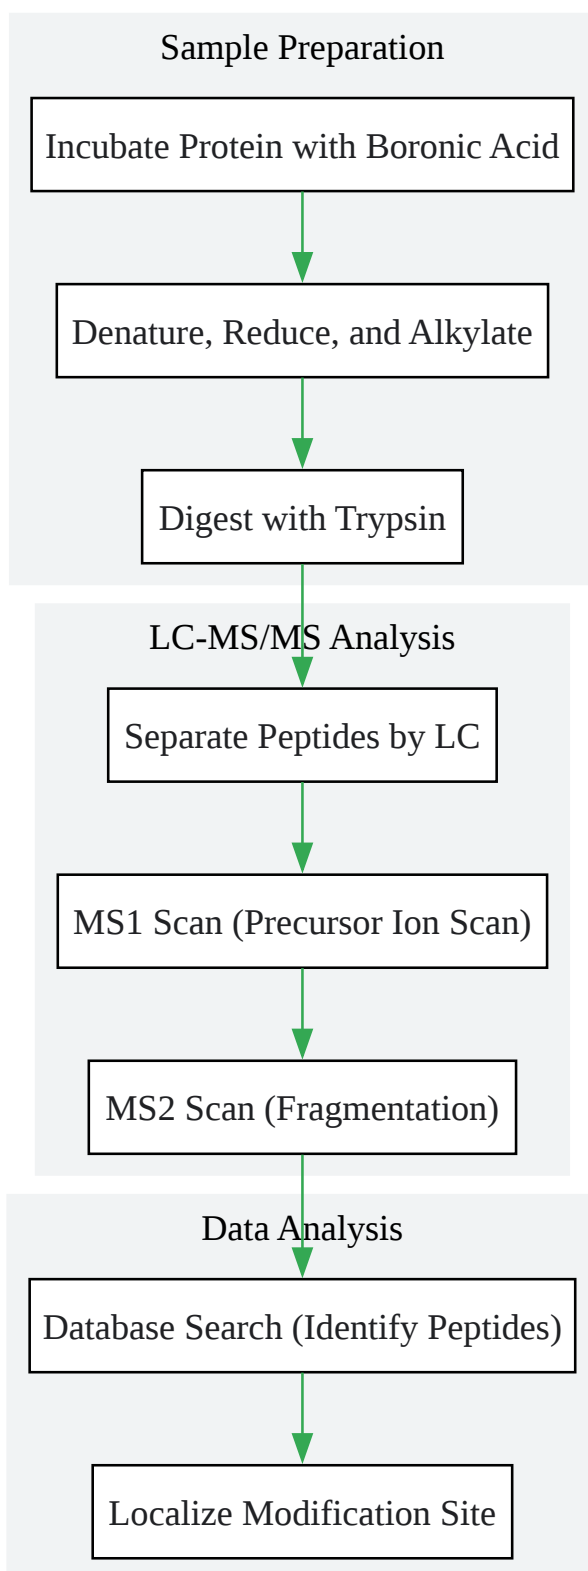 Sample Preparation
Incubate Protein with Boronic Acid
Denature, Reduce, and Alkylate
Digest with Trypsin
LC-MS/MS Analysis
Separate Peptides by LC
MS1 Scan (Precursor Ion Scan)
MS2 Scan (Fragmentation)
Data Analysis
Database Search (Identify Peptides)
Localize Modification Site